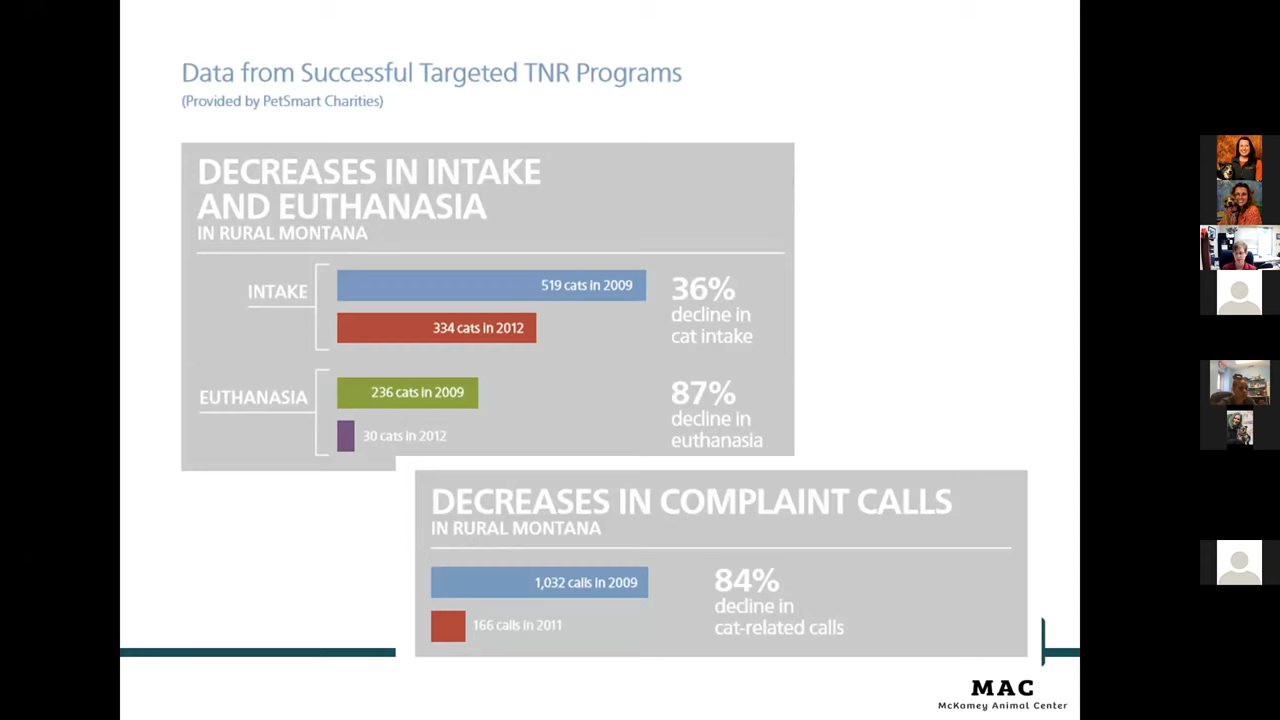 Data from Successful Targeted TNR Programs
(Provided by PetSmart Charities)
DECREASES IN INTAKE
AND EUTHANASIA
IN RURAL MONTANA
INTAKE
519 cats in 2009
334 cats in 2012
36%
decline in
cat intake
EUTHANASIA
236 cats in 2009
30 cats in 2012
87%
decline in
euthanasia
DECREASES IN COMPLAINT CALLS
IN RURAL MONTANA
1,032 calls in 2009
166 calls in 2011
84%
decline in
cat-related calls
MAC
McKamey Animal Center